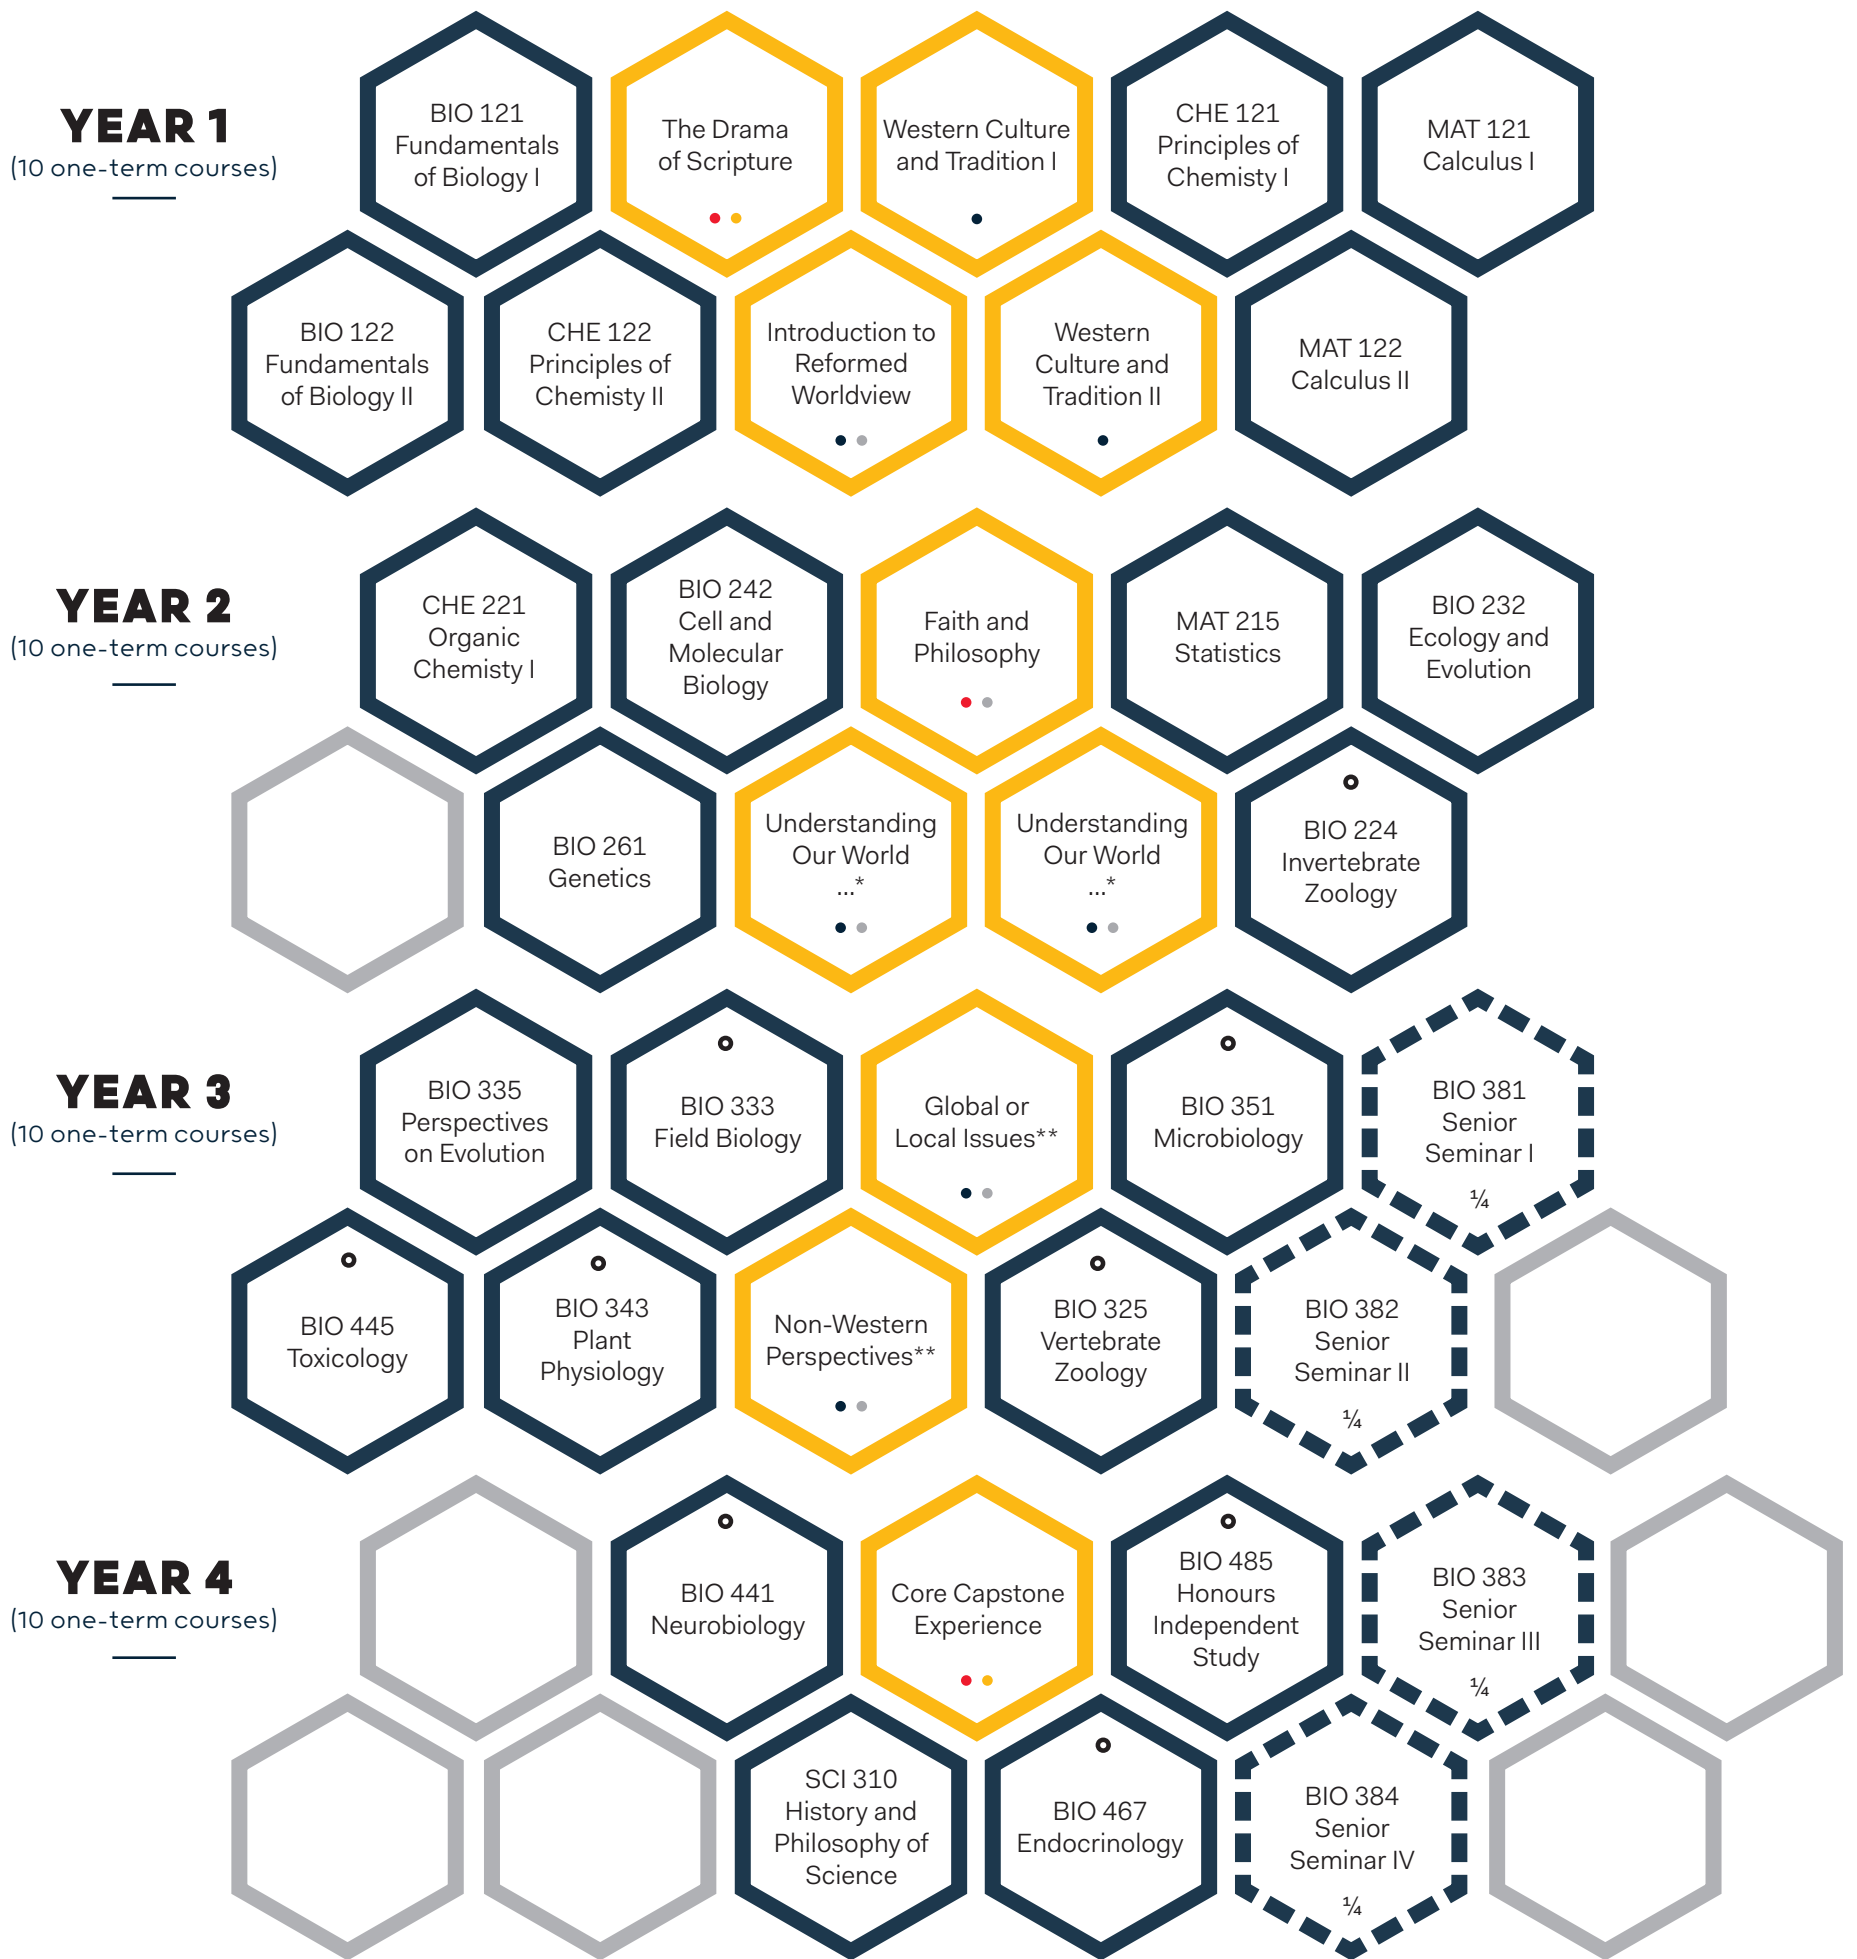 YEAR 1
(10 one-term courses)
BIO 121
Fundamentals
of Biology I
The Drama
of Scripture
Western Culture
and Tradition I
CHE 121
Principles of
Chemisty I
MAT 121
Calculus I
BIO 122
Fundamentals
of Biology II
CHE 122
Principles of
Chemisty II
Introduction to
Reformed
Worldview
Western
Culture and
Tradition II
MAT 122
Calculus II
YEAR 2
(10 one-term courses)
CHE 221
Organic
Chemisty I
BIO 242
Cell and
Molecular
Biology
Faith and
Philosophy
MAT 215
Statistics
BIO 232
Ecology and
Evolution
BIO 261
Genetics
Understanding
Our World
...*
Understanding
Our World
...*
BIO 224
Invertebrate
Zoology
YEAR 3
(10 one-term courses)
BIO 335
Perspectives
on Evolution
BIO 333
Field Biology
Global or
Local Issues**
BIO 351
Microbiology
BIO 381
Senior
Seminar I
¼
BIO 445
Toxicology
BIO 343
Plant
Physiology
Non-Western
Perspectives**
BIO 325
Vertebrate
Zoology
BIO 382
Senior
Seminar II
¼
YEAR 4
(10 one-term courses)
BIO 441
Neurobiology
Core Capstone
Experience
BIO 485
Honours
Independent
Study
BIO 383
Senior
Seminar III
¼
SCI 310
History and
Philosophy of
Science
BIO 467
Endocrinology
BIO 384
Senior
Seminar IV
¼